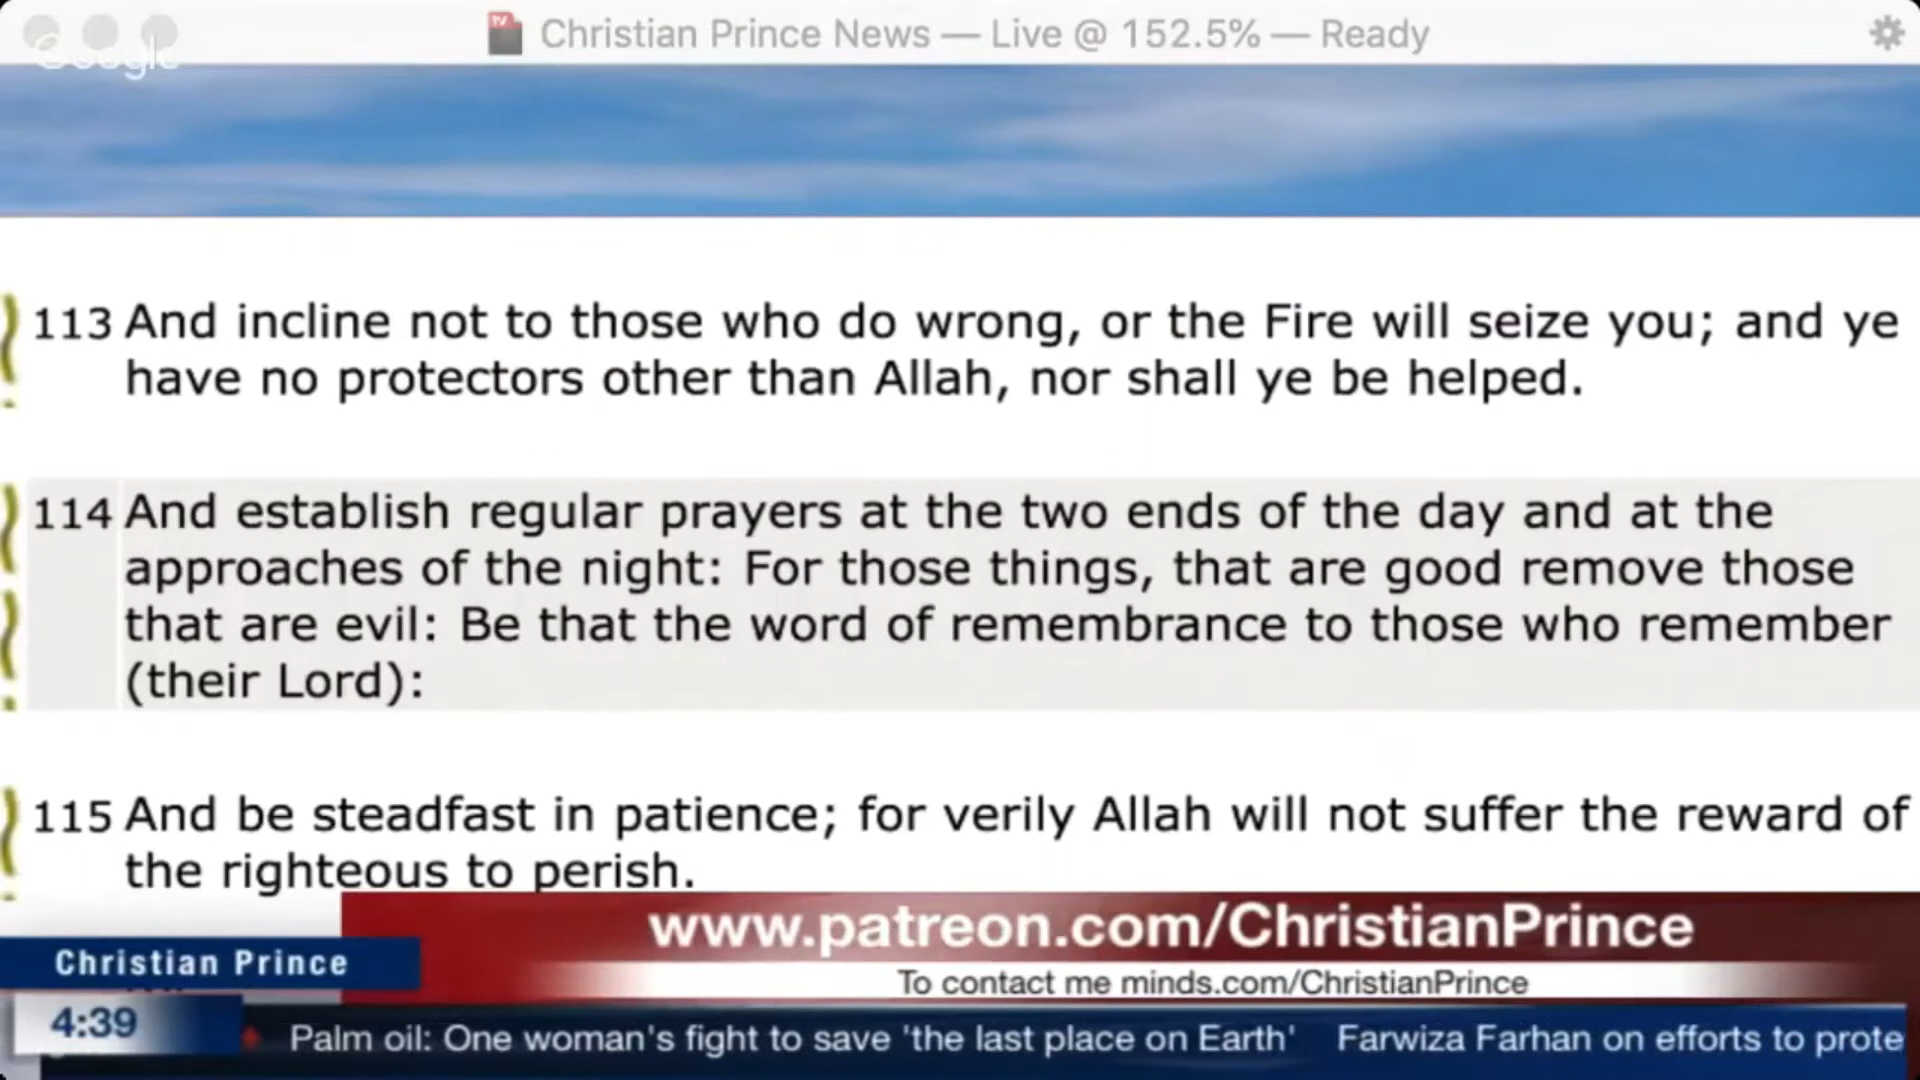 Christian Prince News — Live @ 152.5% — Ready
Google
113 And incline not to those who do wrong, or the Fire will seize you; and ye
have no protectors other than Allah, nor shall ye be helped.
114 And establish regular prayers at the two ends of the day and at the
approaches of the night: For those things, that are good remove those
that are evil: Be that the word of remembrance to those who remember
(their Lord):
115 And be steadfast in patience; for verily Allah will not suffer the reward of
the righteous to perish.
www.patreon.com/ChristianPrince
Christian Prince
To contact me minds.com/ChristianPrince
4:39
Palm oil: One woman's fight to save 'the last place on Earth' Farwiza Farhan on efforts to prote